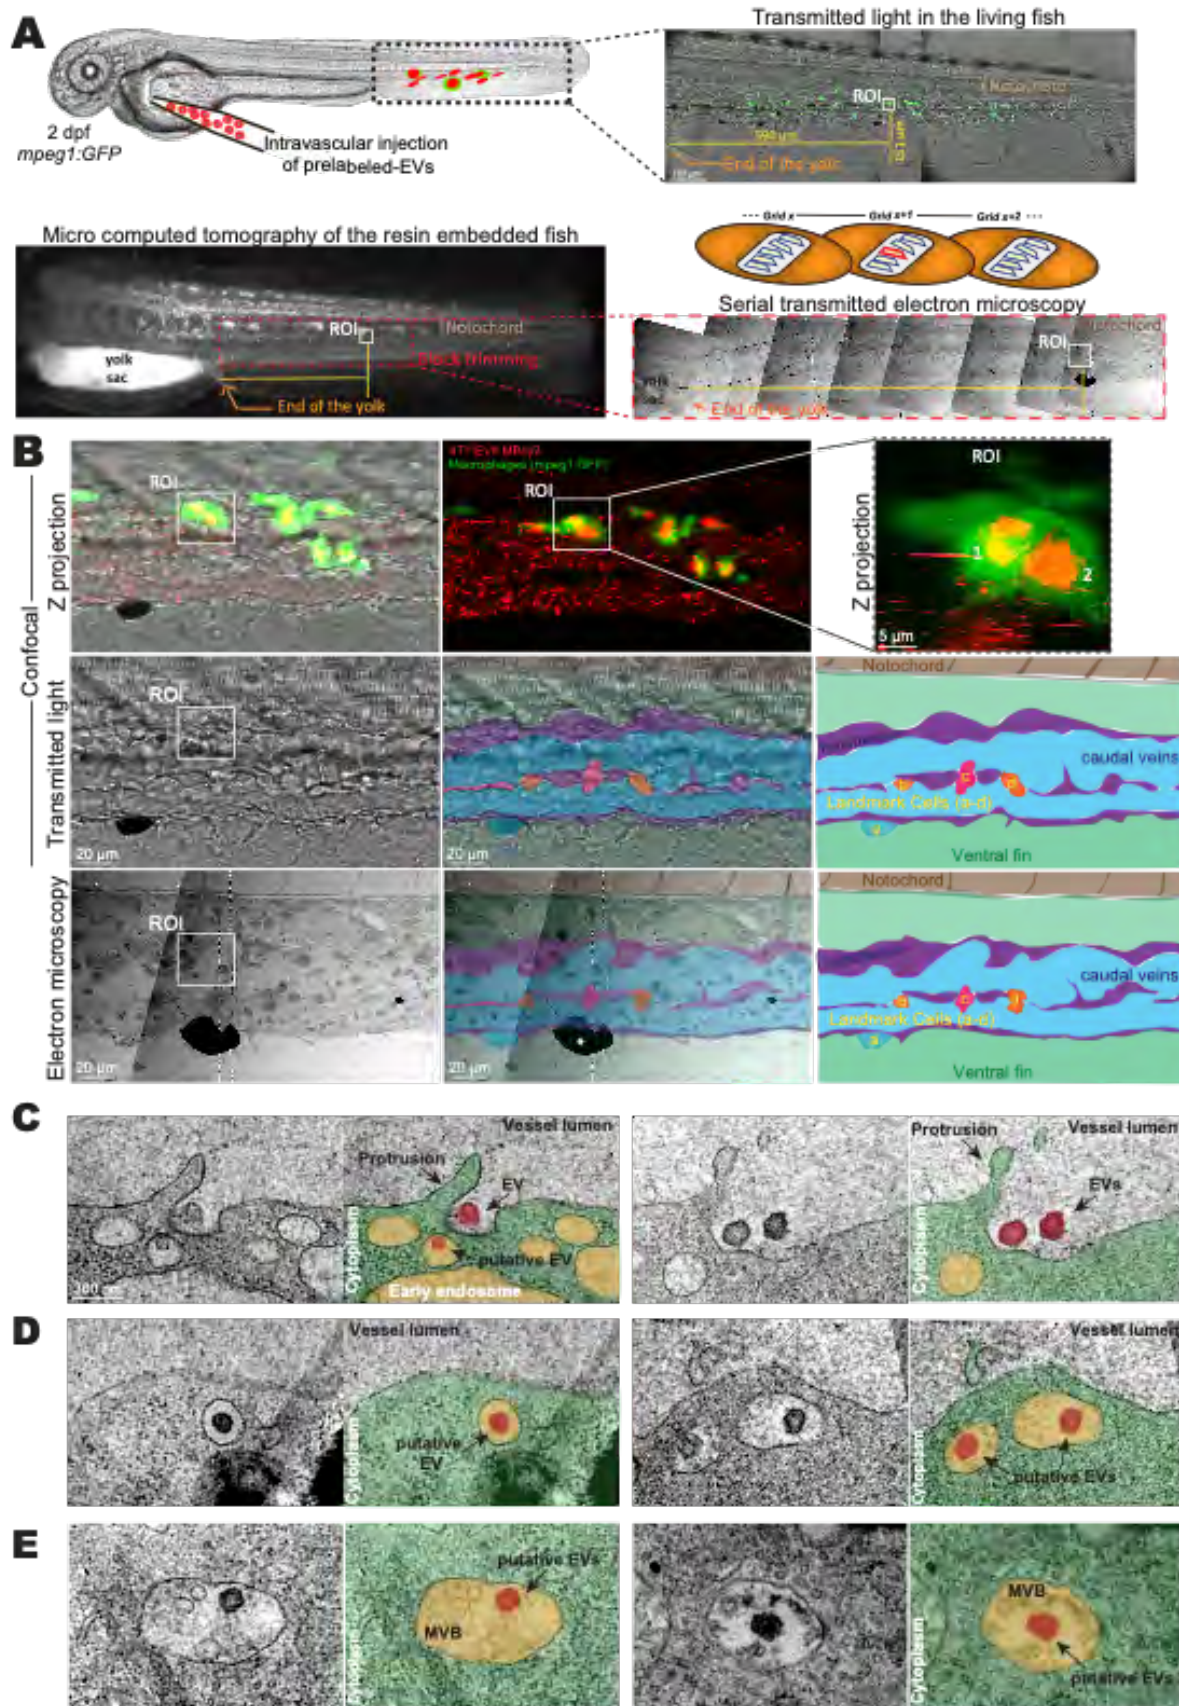 A
Transmitted light in the living fish
2 dpf
mpeg1:GFP
Intravascular injection
of prelabeled-EVs
ROI
Notochord
End of the yolk
Micro computed tomography of the resin embedded fish
ROI
Notochord
yolk
sac
Block trimming
End of the yolk
Grid x
Grid x+1
Grid x+2
Serial transmitted electron microscopy
Notochord
ROI
yolk
sac
End of the yolk
B
Confocal
Z projection
ROI
Macrophages (mpeg1:GFP)
ROI
Z projection
ROI
1
2
5 µm
Transmitted light
ROI
20 µm
20 µm
Notochord
caudal veins
c
Landmark Cells (a-d)
Ventral fin
Electron microscopy
ROI
20 µm
20 µm
Notochord
caudal veins
c
Landmark Cells (a-d)
a
Ventral fin
C
Vessel lumen
Protrusion
EV
putative EV
Cytoplasm
Early endosome
Vessel lumen
Protrusion
EVs
Cytoplasm
D
Vessel lumen
putative
EV
Cytoplasm
Vessel lumen
putative EVs
Cytoplasm
E
putative EVs
MVB
Cytoplasm
MVB
putative EVs
Cytoplasm